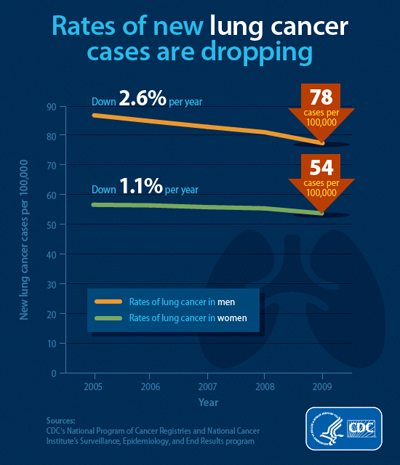 Rates of new lung cancer
cases are dropping
Down 2.6% per year
78
cases per
100,000
Down 1.1% per year
54
cases per
100,000
New lung cancer cases per 100,000
90
80
70
60
50
40
30
20
10
0
Rates of lung cancer in men
Rates of lung cancer in women
2005
2006
2007
2008
2009
Year
Sources:
CDC's National Program of Cancer Registries and National Cancer
Institute's Surveillance, Epidemiology, and End Results program
CDC